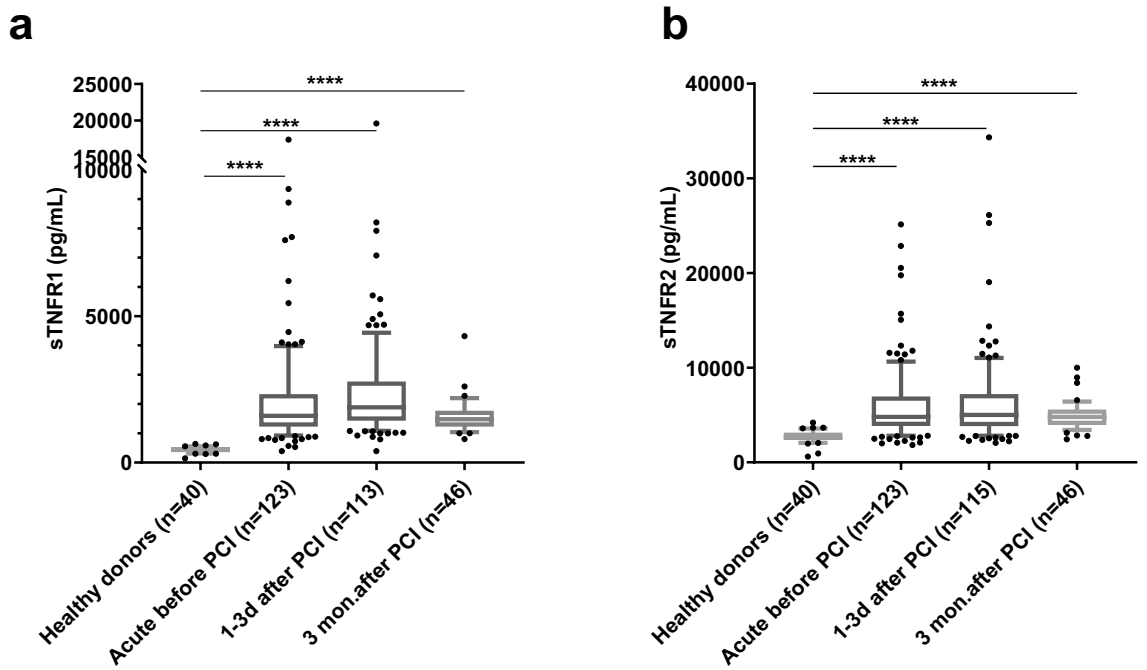 a
b
sTNFR1 (pg/mL)
25000
20000
15000
10000
5000
0
****
****
****
Healthy donors (n=40)
Acute before PCI (n=123)
1-3d after PCI (n=113)
3 mon.after PCI (n=46)
sTNFR2 (pg/mL)
40000
30000
20000
10000
0
****
****
****
Healthy donors (n=40)
Acute before PCI (n=123)
1-3d after PCI (n=115)
3 mon.after PCI (n=46)